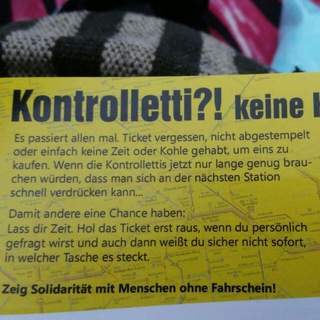 Kontrolletti?! keine
Es passiert allen mal. Ticket vergessen, nicht abgestempelt
oder einfach keine Zeit oder Kohle gehabt, um eins zu
kaufen. Wenn die Kontrollettis jetzt nur lange genug brau-
chen würden, dass man sich an der nächsten Station
schnell verdrücken kann...
Damit andere eine Chance haben:
Lass dir Zeit. Hol das Ticket erst raus, wenn du persönlich
gefragt wirst und auch dann weißt du sicher nicht sofort,
in welcher Tasche es steckt.
Zeig Solidarität mit Menschen ohne Fahrschein!